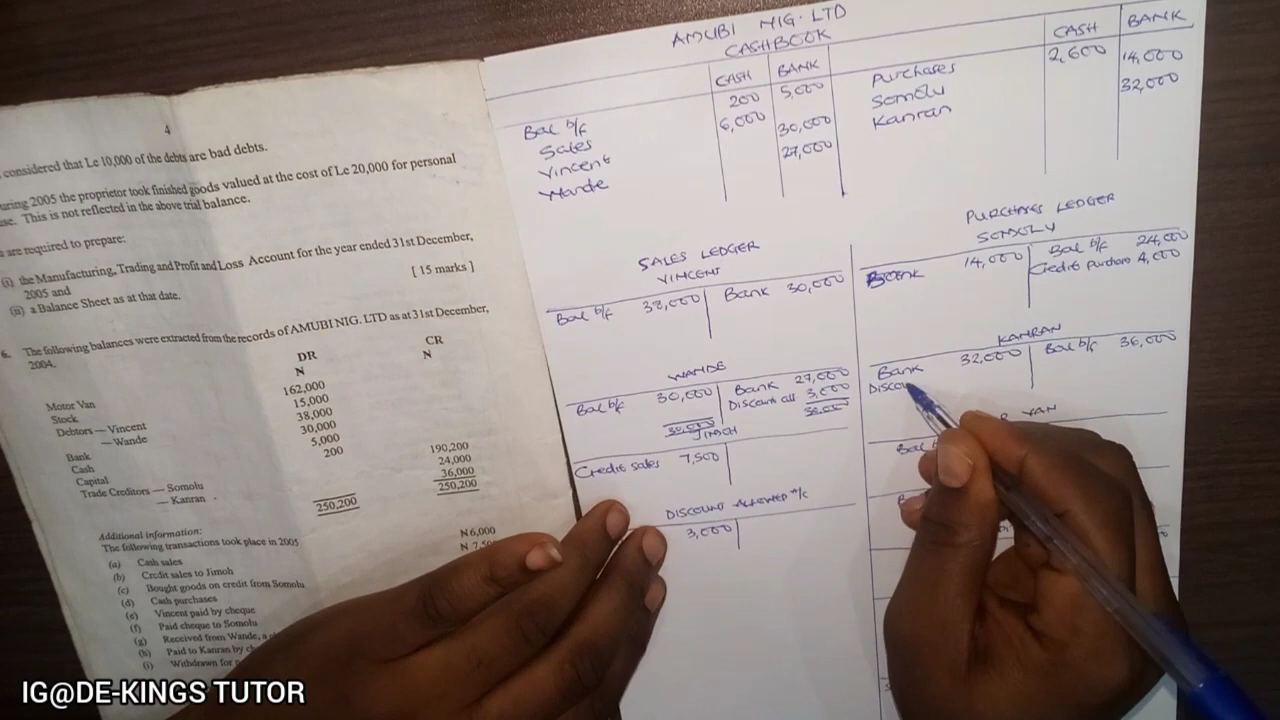 4
considered that Le 10,000 of the debts are bad debts.
uring 2005 the proprietor took finished goods valued at the cost of Le 20,000 for personal
use. This is not reflected in the above trial balance.
are required to prepare:
(i) the Manufacturing, Trading and Profit and Loss Account for the year ended 31st December,
2005 and
[ 15 marks ]
(ii) a Balance Sheet as at that date.
6. The following balances were extracted from the records of AMUBI NIG. LTD as at 31st December,
2004.
DR CR
N N
Motor Van 162,000
Stock 15,000
Debtors — Vincent 38,000
— Wande 30,000
Bank 5,000
Cash 200
Capital 190,200
Trade Creditors — Somolu 24,000
— Kanran 36,000
250,200 250,200
Additional information:
The following transactions took place in 2005
(a) Cash sales N6,000
(b) Credit sales to Jimoh
(c) Bought goods on credit from Somolu
(d) Cash purchases
(e) Vincent paid by cheque
(f) Paid cheque to Somolu
(g) Received from Wande, a
(h) Paid to Kanran by
(i) Withdrawn for
AMUBI NIG. LTD
CASHBOOK
CASH BANK CASH BANK
Bal b/f 200 5,000 Purchases 2,600
Sales 6,000 Somolu 14,000
Vincent 30,000 Kanran 32,000
Wande 27,000
SALES LEDGER
VINCENT
Bal b/f 38,000 Bank 30,000
WANDE
Bal b/f 30,000 Bank 27,000
Discount all 3,000
30,000 30,000
JIMOH
Credit sales 7,500
DISCOUNT ALLOWED A/C
3,000
PURCHASES LEDGER
SOMOLU
Bank 14,000 Bal b/f 24,000
Credit purchases 4,000
KANRAN
Bank 32,000 Bal b/f 36,000
Discou
VAN
IG@DE-KINGS TUTOR